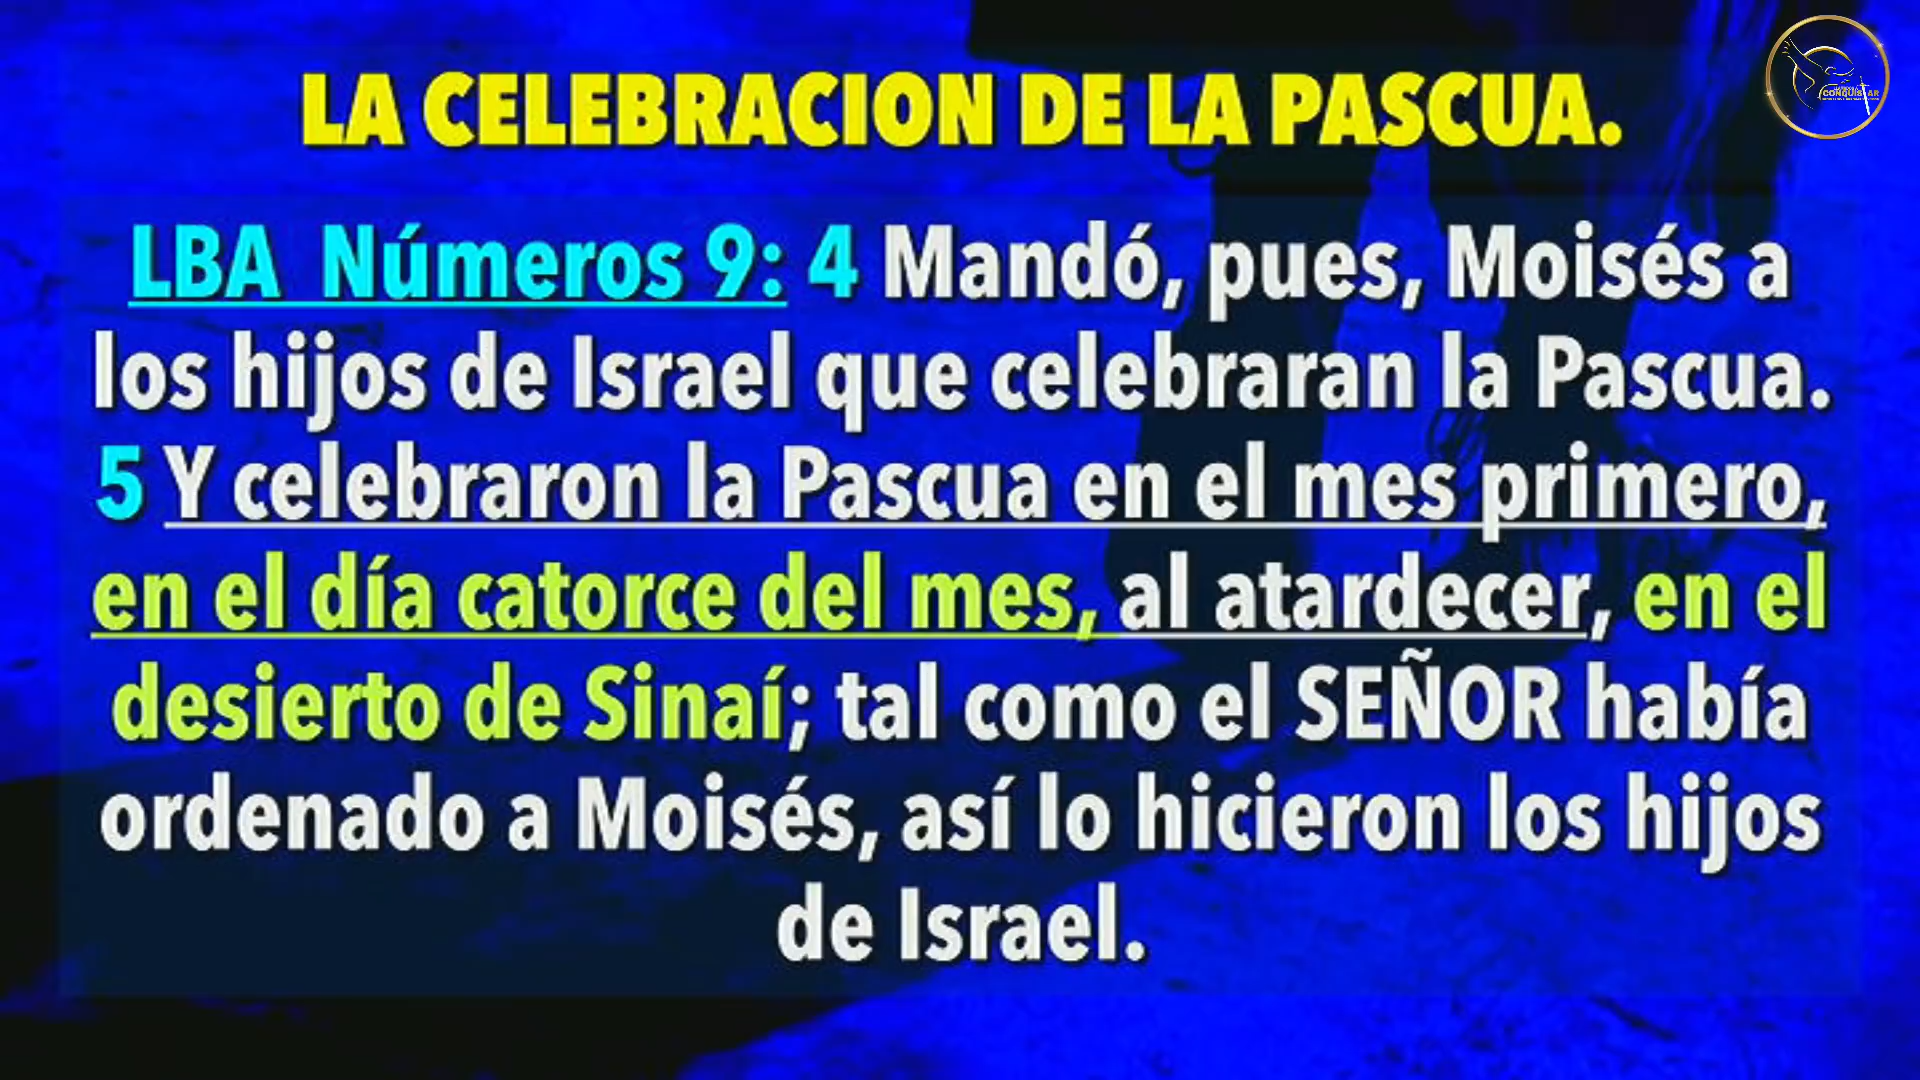 LA CELEBRACION DE LA PASCUA.
CONQUISTAR
LBA Números 9: 4 Mandó, pues, Moisés a
los hijos de Israel que celebraran la Pascua.
5 Y celebraron la Pascua en el mes primero,
en el día catorce del mes, al atardecer, en el
desierto de Sinaí; tal como el SEÑOR había
ordenado a Moisés, así lo hicieron los hijos
de Israel.